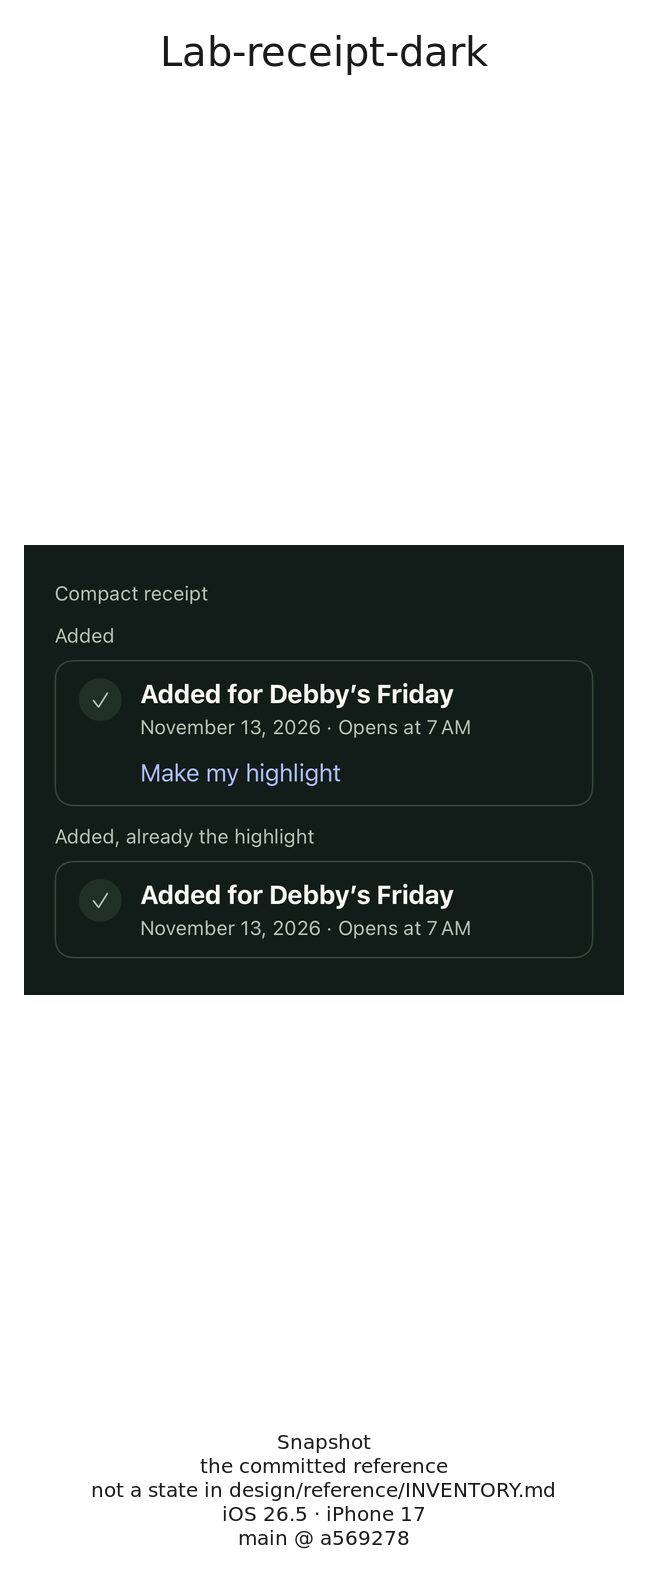 Lab-receipt-dark
Compact receipt
Added
Added for Debby’s Friday
November 13, 2026 · Opens at 7 AM
Make my highlight
Added, already the highlight
Added for Debby’s Friday
November 13, 2026 · Opens at 7 AM
Snapshot
the committed reference
not a state in design/reference/INVENTORY.md
iOS 26.5 · iPhone 17
main @ a569278